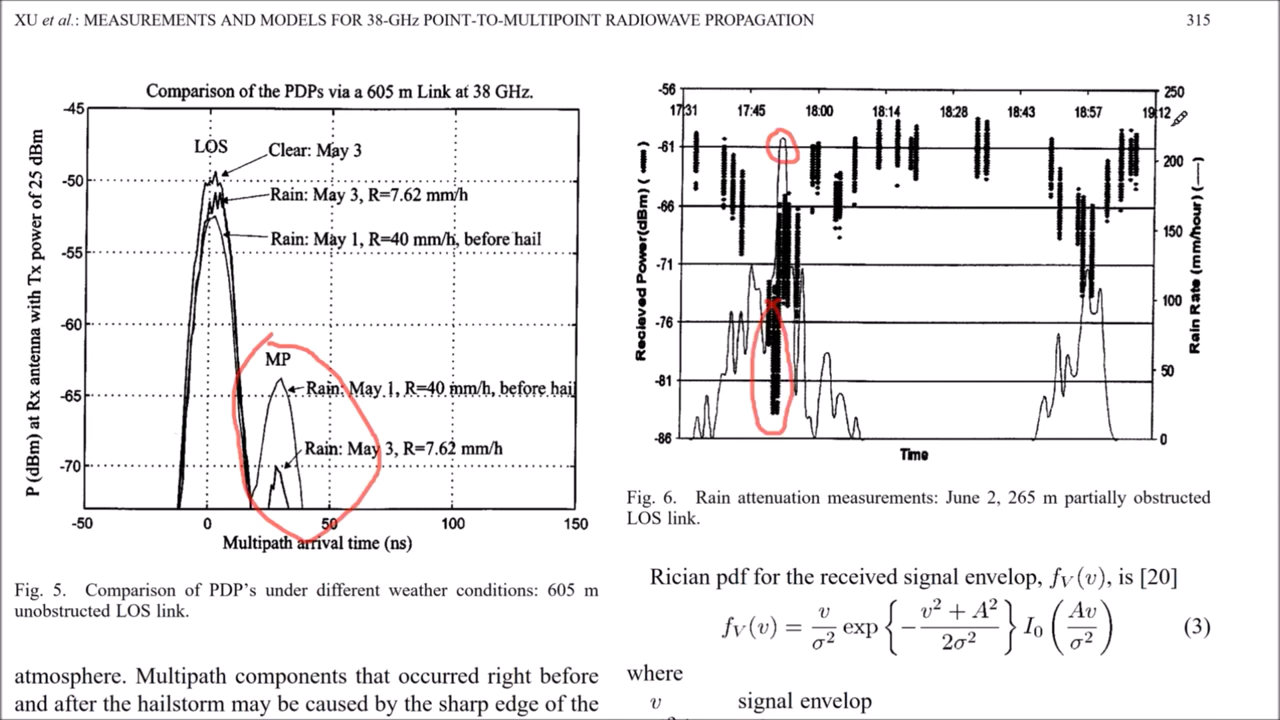 XU et al.: MEASUREMENTS AND MODELS FOR 38-GHz POINT-TO-MULTIPOINT RADIOWAVE PROPAGATION 315
Comparison of the PDPs via a 605 m Link at 38 GHz.
P (dBm) at Rx antenna with Tx power of 25 dBm
-45
-50
-55
-60
-65
-70
LOS
Clear: May 3
Rain: May 3, R=7.62 mm/h
Rain: May 1, R=40 mm/h, before hail
MP
Rain: May 1, R=40 mm/h, before hail
Rain: May 3, R=7.62 mm/h
-50 0 50 100 150
Multipath arrival time (ns)
Fig. 5. Comparison of PDP's under different weather conditions: 605 m
unobstructed LOS link.
atmosphere. Multipath components that occurred right before
and after the hailstorm may be caused by the sharp edge of the
Recieved Power(dBm) ( )
-56
-61
-66
-71
-76
-81
-86
17:31 17:45 18:00 18:14 18:28 18:43 18:57 19:12
250
200
150
100
50
0
Rain Rate (mm/hour) (—)
Time
Fig. 6. Rain attenuation measurements: June 2, 265 m partially obstructed
LOS link.
Rician pdf for the received signal envelop, fV(v), is [20]
fV(v) = v/σ² exp{−(v² + A²)/2σ²} I0(Av/σ²) (3)
where
v signal envelop